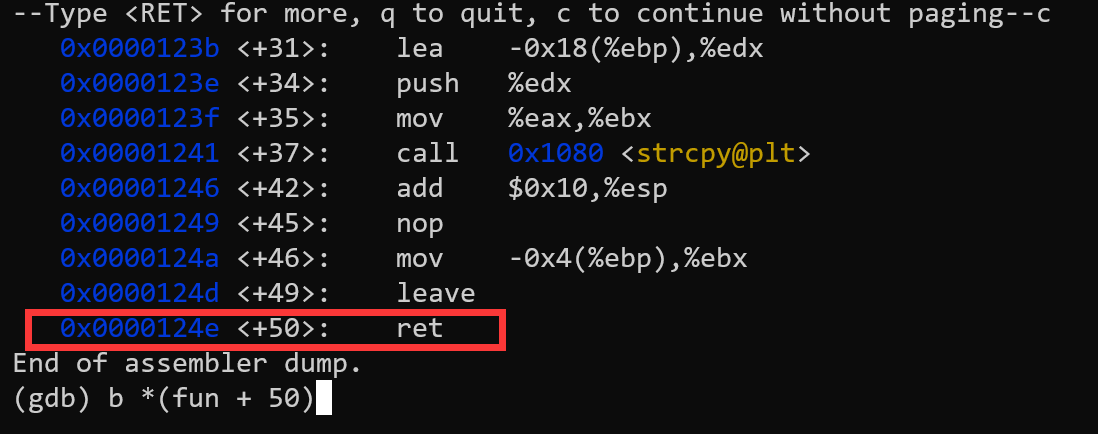 --Type <RET> for more, q to quit, c to continue without paging--c
0x0000123b <+31>: lea -0x18(%ebp),%edx
0x0000123e <+34>: push %edx
0x0000123f <+35>: mov %eax,%ebx
0x00001241 <+37>: call 0x1080 <strcpy@plt>
0x00001246 <+42>: add $0x10,%esp
0x00001249 <+45>: nop
0x0000124a <+46>: mov -0x4(%ebp),%ebx
0x0000124d <+49>: leave
0x0000124e <+50>: ret
End of assembler dump.
(gdb) b *(fun + 50)